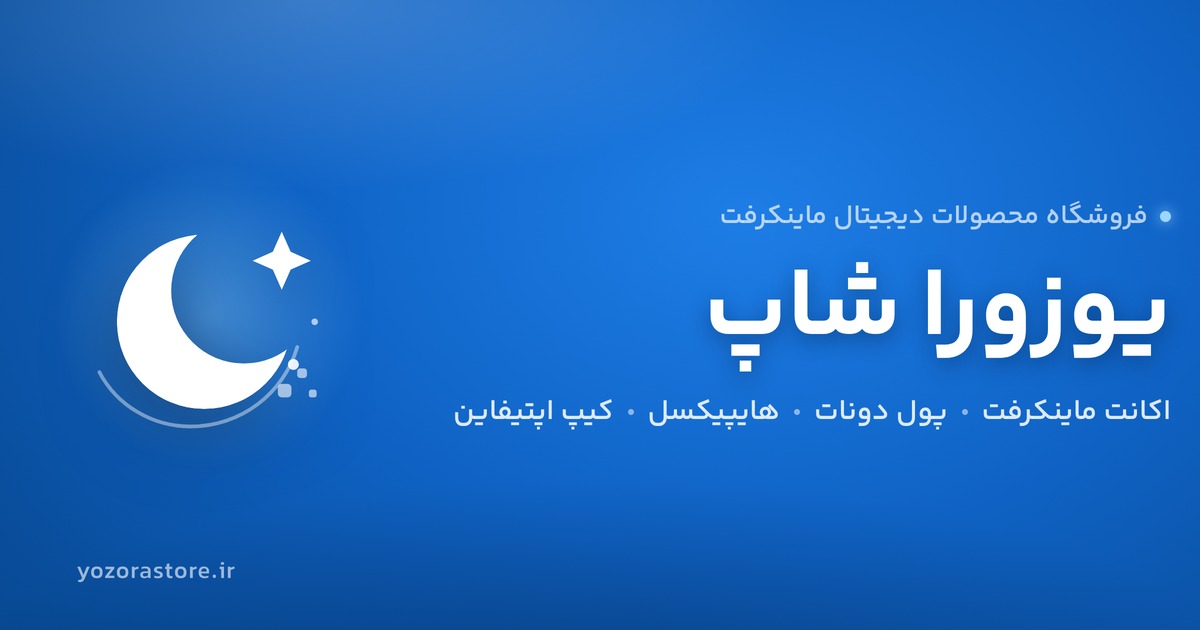 فروشگاه محصولات دیجیتال ماینکرفت
یوزورا شاپ
اکانت ماینکرفت • پول دونات • هایپیکسل • کیپ اپتیفاین
yozorastore.ir